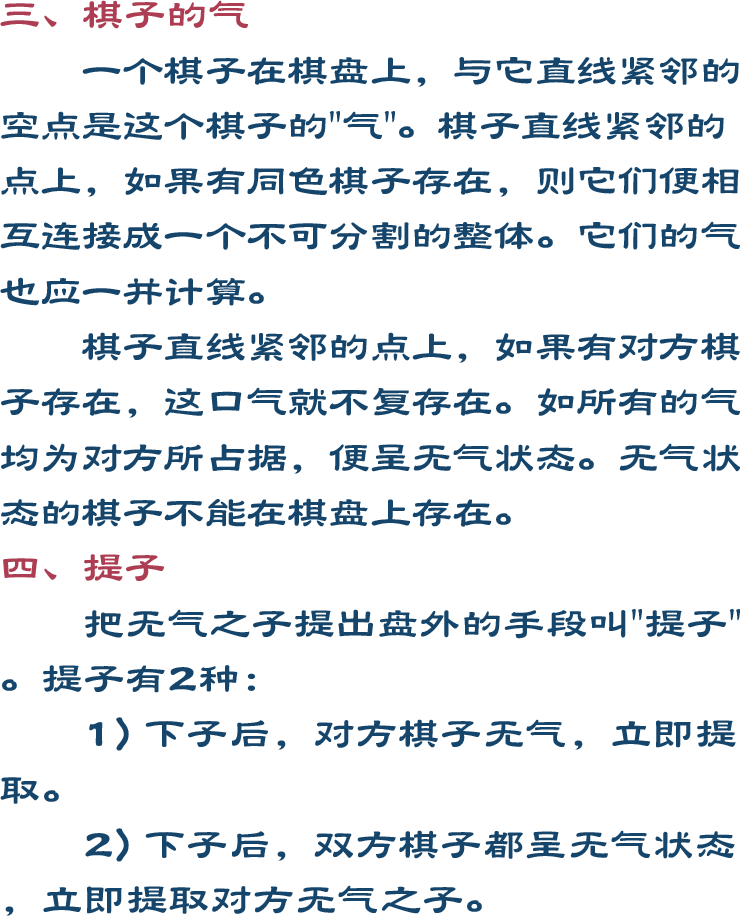 三、棋子的气
一个棋子在棋盘上，与它直线紧邻的
空点是这个棋子的"气"。棋子直线紧邻的
点上，如果有同色棋子存在，则它们便相
互连接成一个不可分割的整体。它们的气
也应一并计算。
棋子直线紧邻的点上，如果有对方棋
子存在，这口气就不复存在。如所有的气
均为对方所占据，便呈无气状态。无气状
态的棋子不能在棋盘上存在。
四、提子
把无气之子提出盘外的手段叫"提子"
。提子有2种：
1）下子后，对方棋子无气，立即提
取。
2）下子后，双方棋子都呈无气状态
，立即提取对方无气之子。